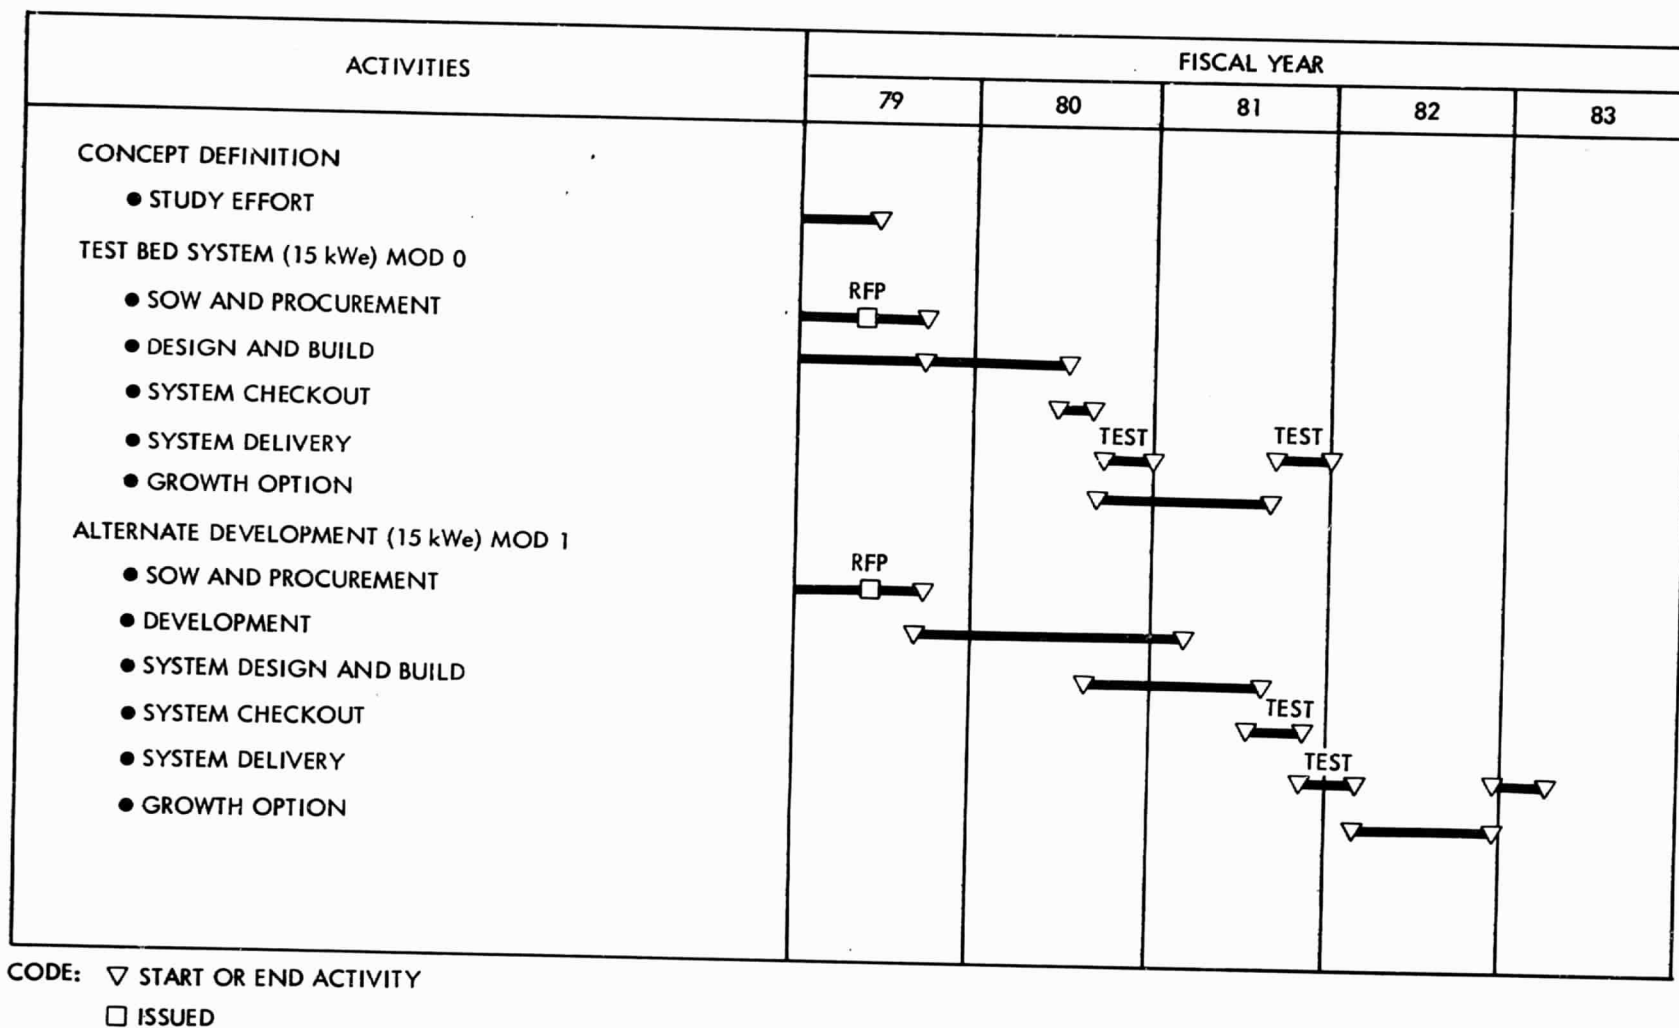 ACTIVITIES
FISCAL YEAR
79 80 81 82 83
CONCEPT DEFINITION
● STUDY EFFORT
TEST BED SYSTEM (15 kWe) MOD 0
● SOW AND PROCUREMENT
RFP
● DESIGN AND BUILD
● SYSTEM CHECKOUT
● SYSTEM DELIVERY
TEST TEST
● GROWTH OPTION
ALTERNATE DEVELOPMENT (15 kWe) MOD 1
● SOW AND PROCUREMENT
RFP
● DEVELOPMENT
● SYSTEM DESIGN AND BUILD
● SYSTEM CHECKOUT
TEST
● SYSTEM DELIVERY
TEST
● GROWTH OPTION
CODE: ▽ START OR END ACTIVITY
□ ISSUED